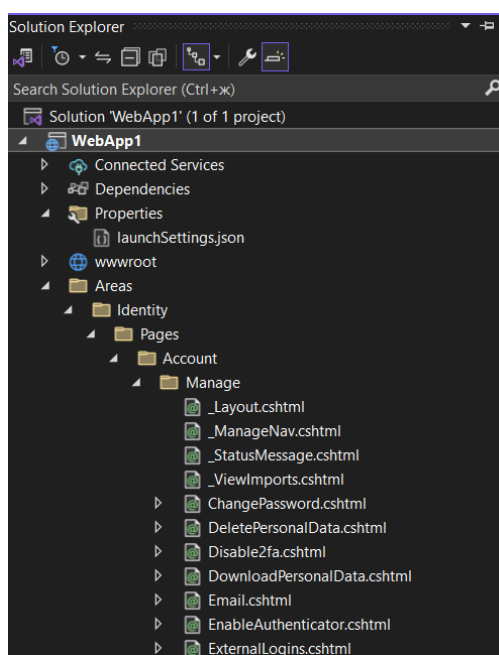 Solution Explorer
Search Solution Explorer (Ctrl+ж)
Solution 'WebApp1' (1 of 1 project)
WebApp1
Connected Services
Dependencies
Properties
launchSettings.json
wwwroot
Areas
Identity
Pages
Account
Manage
_Layout.cshtml
_ManageNav.cshtml
_StatusMessage.cshtml
_ViewImports.cshtml
ChangePassword.cshtml
DeletePersonalData.cshtml
Disable2fa.cshtml
DownloadPersonalData.cshtml
Email.cshtml
EnableAuthenticator.cshtml
ExternalLogins.cshtml